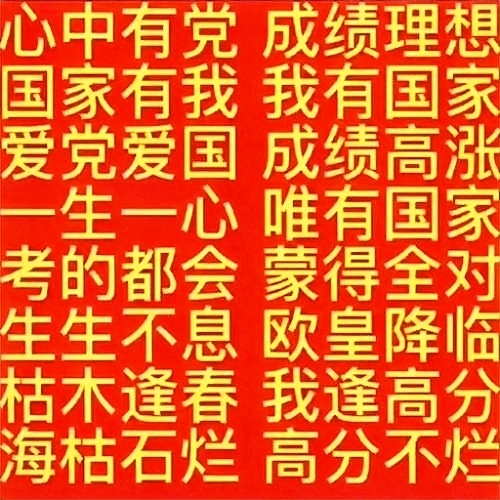 心中有党 成绩理想
国家有我 我有国家
爱党爱国 成绩高涨
一生一心 唯有国家
考的都会 蒙得全对
生生不息 欧皇降临
枯木逢春 我逢高分
海枯石烂 高分不烂